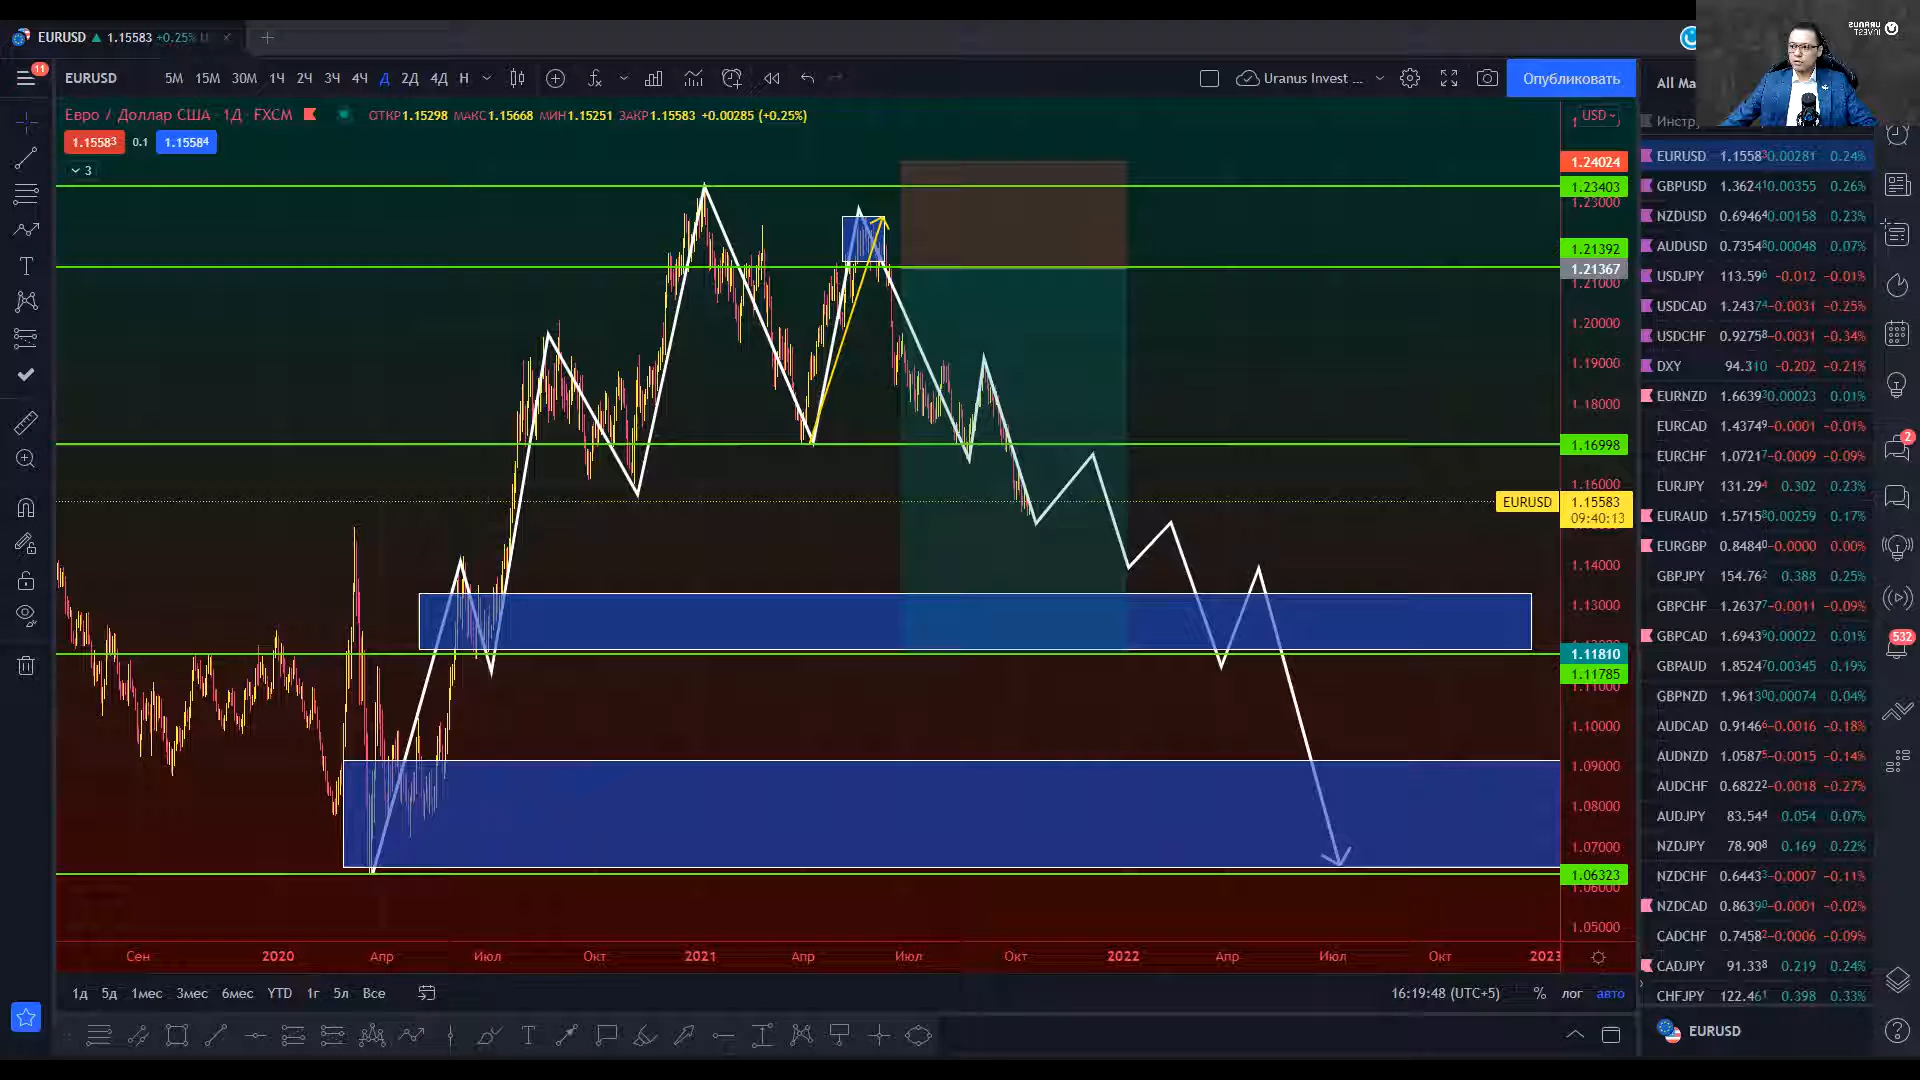 EURUSD ▲ 1.15583 +0.25% U
11
EURUSD
5М 15М 30М 1Ч 2Ч 3Ч 4Ч Д 2Д 4Д Н
Uranus Invest ...
Опубликовать
All Ma
Евро / Доллар США · 1Д · FXCM
ОТКР1.15298 МАКС1.15668 МИН1.15251 ЗАКР1.15583 +0.00285 (+0.25%)
1.15583 0.1 1.15584
3
USD
1.24024
1.23403
1.23000
1.21392
1.21367
1.21000
1.20000
1.19000
1.18000
1.16998
1.16000
EURUSD 1.15583
09:40:13
1.14000
1.13000
1.11810
1.11785
1.11000
1.10000
1.09000
1.08000
1.07000
1.06323
1.06000
1.05000
Сен 2020 Апр Июл Окт 2021 Апр Июл Окт 2022 Апр Июл Окт 2023
1д 5д 1мес 3мес 6мес YTD 1г 5л Все
16:19:48 (UTC+5) % лог авто
Инстру
EURUSD 1.15583 0.00281 0.24%
GBPUSD 1.36241 0.00355 0.26%
NZDUSD 0.69464 0.00158 0.23%
AUDUSD 0.73548 0.00048 0.07%
USDJPY 113.596 -0.012 -0.01%
USDCAD 1.24374 -0.0031 -0.25%
USDCHF 0.92758 -0.0031 -0.34%
DXY 94.310 -0.202 -0.21%
EURNZD 1.66393 0.00023 0.01%
EURCAD 1.43749 -0.0001 -0.01%
EURCHF 1.07217 -0.0009 -0.09%
EURJPY 131.294 0.302 0.23%
EURAUD 1.57158 0.00259 0.17%
EURGBP 0.84840 -0.0000 0.00%
GBPJPY 154.762 0.388 0.25%
GBPCHF 1.26377 -0.0011 -0.09%
GBPCAD 1.69439 0.00022 0.01%
GBPAUD 1.85247 0.00345 0.19%
GBPNZD 1.96130 0.00074 0.04%
AUDCAD 0.91466 -0.0016 -0.18%
AUDNZD 1.05875 -0.0015 -0.14%
AUDCHF 0.68222 -0.0018 -0.27%
AUDJPY 83.544 0.054 0.07%
NZDJPY 78.908 0.169 0.22%
NZDCHF 0.64433 -0.0007 -0.11%
NZDCAD 0.86390 -0.0001 -0.02%
CADCHF 0.74582 -0.0006 -0.09%
CADJPY 91.338 0.219 0.24%
CHFJPY 122.461 0.398 0.33%
EURUSD
2
532
URANUS
INVEST